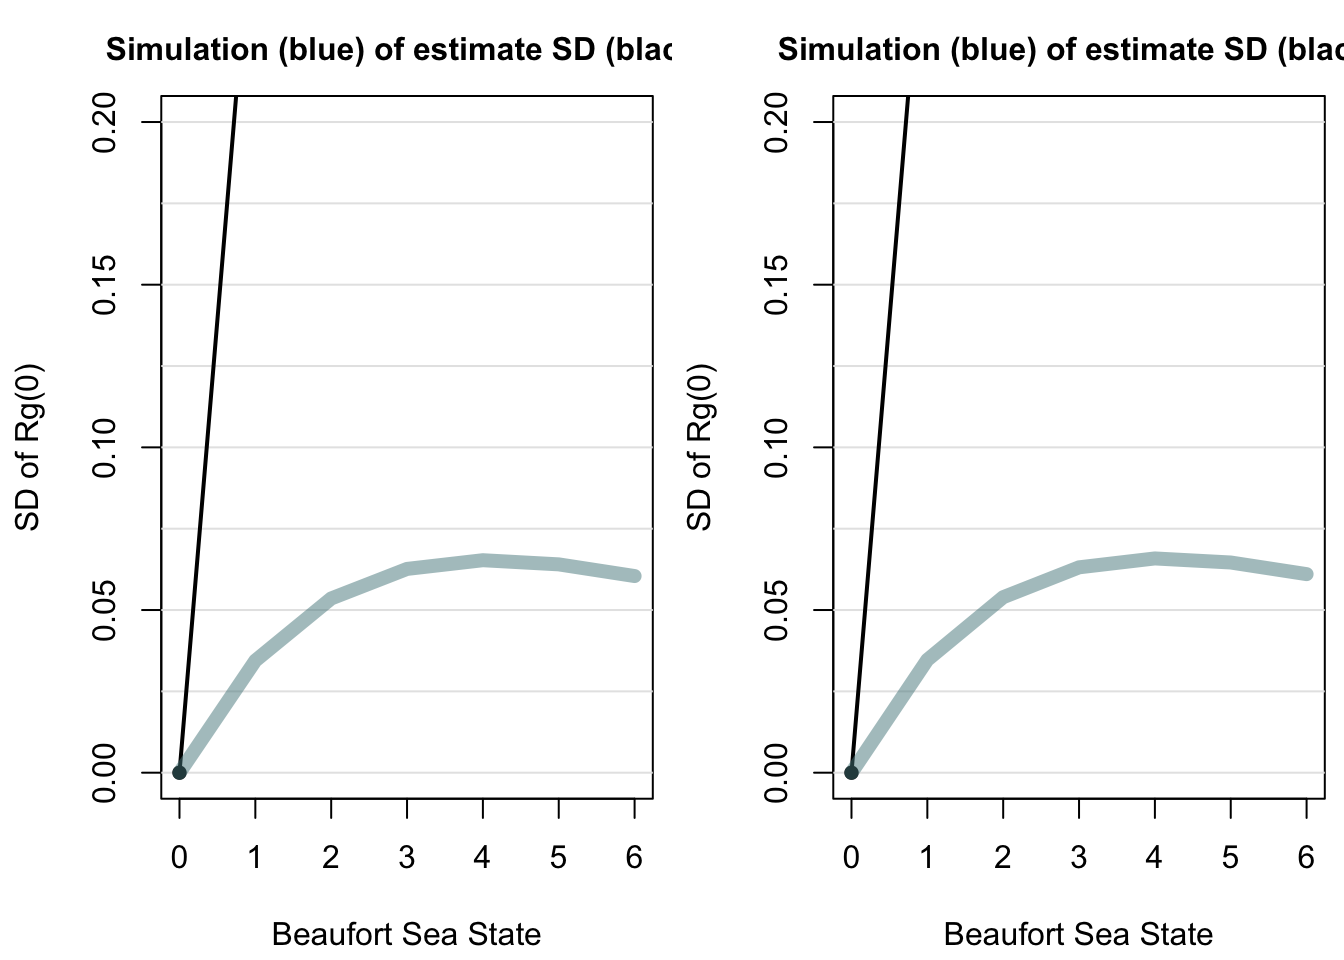 Simulation (blue) of estimate SD (blac
SD of Rg(0)
0.20
0.15
0.10
0.05
0.00
0 1 2 3 4 5 6
Beaufort Sea State
Simulation (blue) of estimate SD (blac
SD of Rg(0)
0.20
0.15
0.10
0.05
0.00
0 1 2 3 4 5 6
Beaufort Sea State